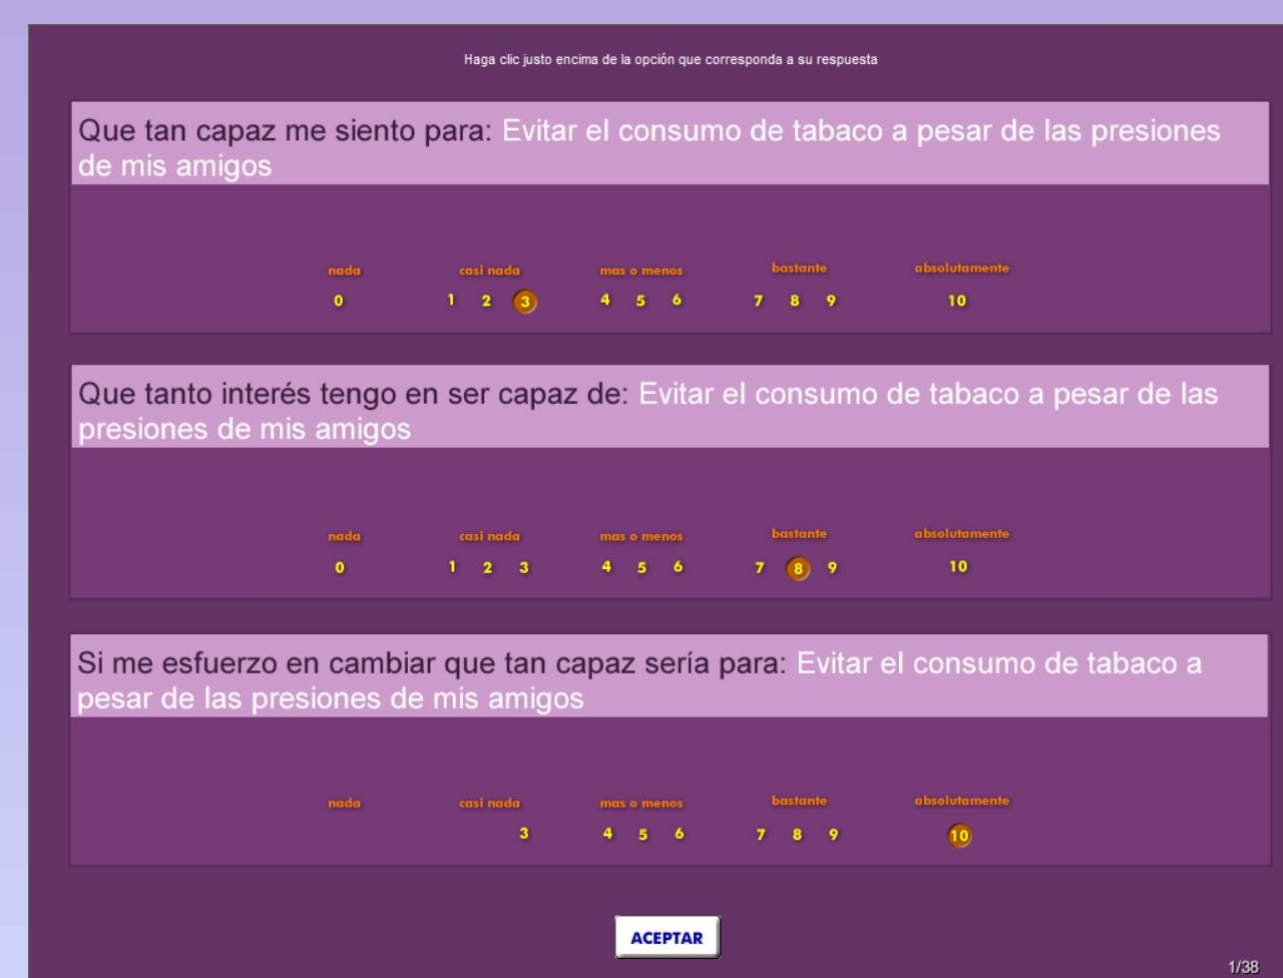 Haga clic justo encima de la opción que corresponda a su respuesta
Que tan capaz me siento para: Evitar el consumo de tabaco a pesar de las presiones
de mis amigos
nada casi nada mas o menos bastante absolutamente
0 1 2 3 4 5 6 7 8 9 10
Que tanto interés tengo en ser capaz de: Evitar el consumo de tabaco a pesar de las
presiones de mis amigos
nada casi nada mas o menos bastante absolutamente
0 1 2 3 4 5 6 7 8 9 10
Si me esfuerzo en cambiar que tan capaz sería para: Evitar el consumo de tabaco a
pesar de las presiones de mis amigos
nada casi nada mas o menos bastante absolutamente
3 4 5 6 7 8 9 10
ACEPTAR
1/38